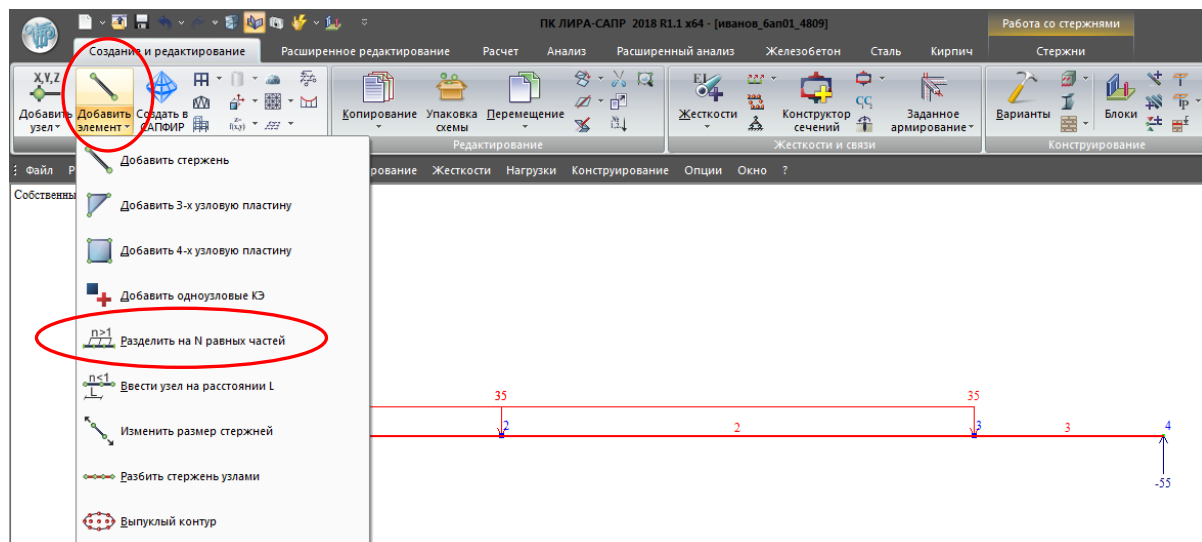 ПК ЛИРА-САПР 2018 R1.1 x64 - [иванов_6ап01_4809]
Работа со стержнями
Создание и редактирование Расширенное редактирование Расчет Анализ Расширенный анализ Железобетон Сталь Кирпич Стержни
X,Y,Z
Добавить узел
Добавить элемент
Создать в САПФИР
f(x,y)
Копирование
Упаковка схемы
Перемещение
EI
Жесткости
Конструктор сечений
Заданное армирование
Варианты
Блоки
Редактирование Жесткости и связи Конструирование
Файл Р рование Жесткости Нагрузки Конструирование Опции Окно ?
Собственны
Добавить стержень
Добавить 3-х узловую пластину
Добавить 4-х узловую пластину
Добавить одноузловые КЭ
n>1
Разделить на N равных частей
n<1
L
Ввести узел на расстоянии L
Изменить размер стержней
Разбить стержень узлами
Выпуклый контур
35 35
2 2 3 3 4
-55